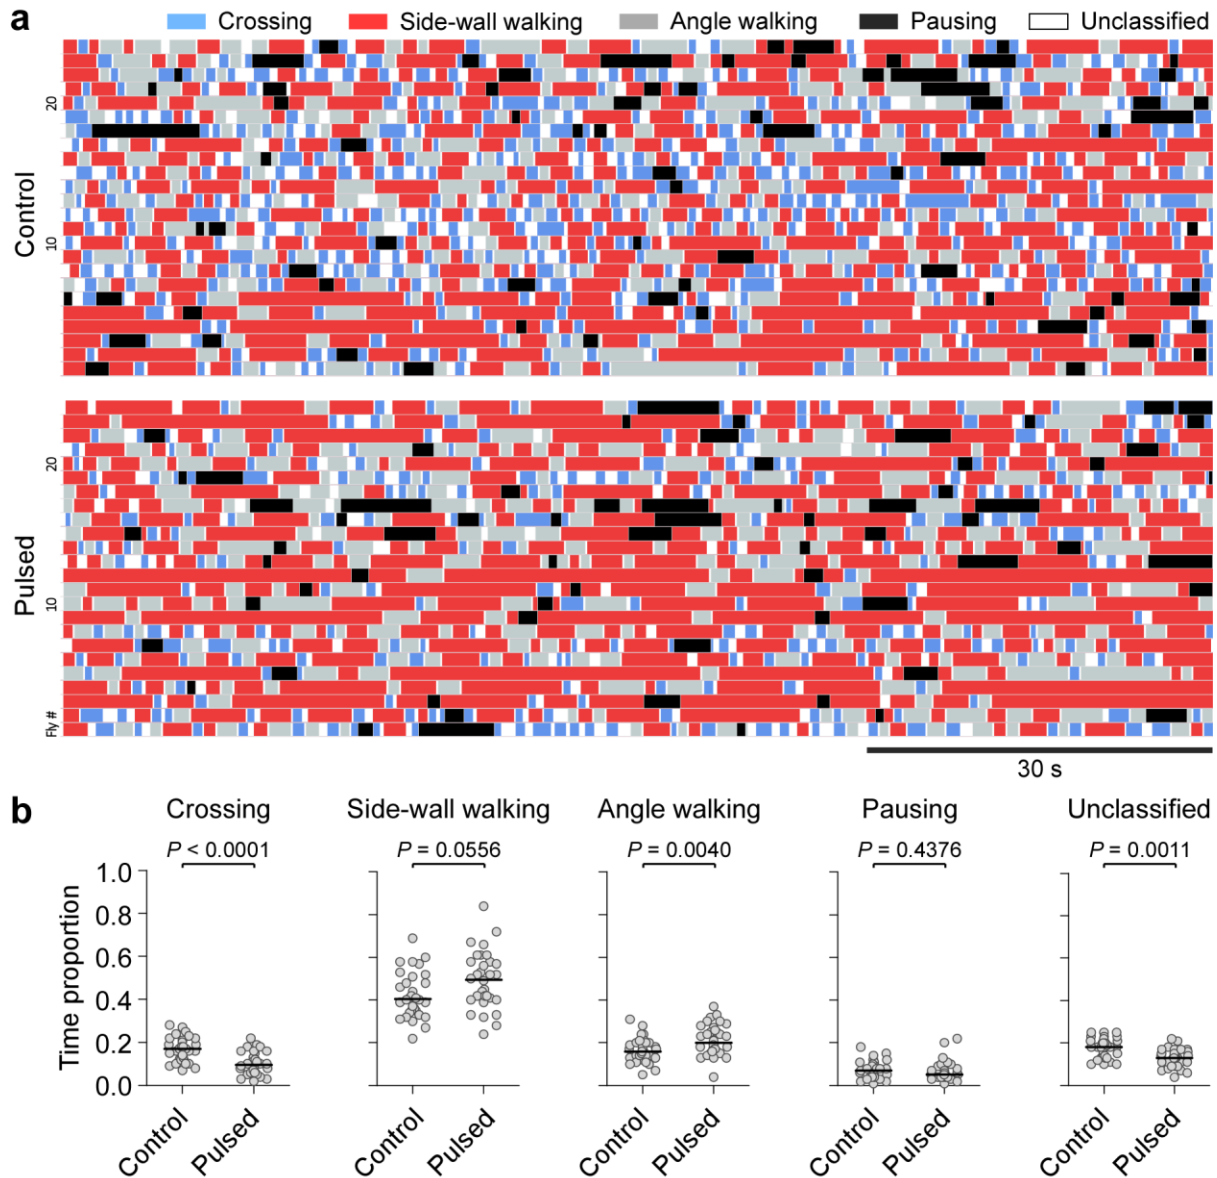 a
Crossing Side-wall walking Angle walking Pausing Unclassified
Control
20
10
Pulsed
20
10
Fly #
30 s
b
Crossing Side-wall walking Angle walking Pausing Unclassified
P < 0.0001 P = 0.0556 P = 0.0040 P = 0.4376 P = 0.0011
Time proportion
1.0
0.8
0.6
0.4
0.2
0.0
Control Pulsed Control Pulsed Control Pulsed Control Pulsed Control Pulsed